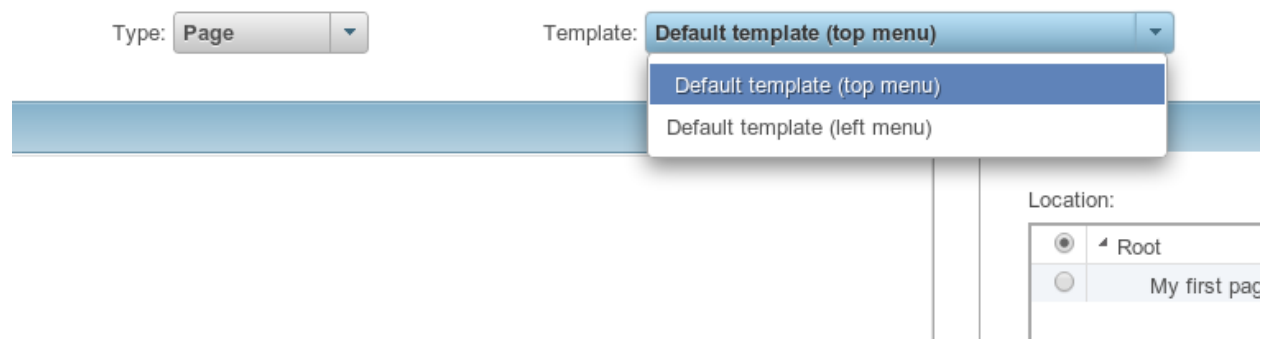 Type: Page Template: Default template (top menu)
Default template (top menu)
Default template (left menu)
Location:
Root
My first pag